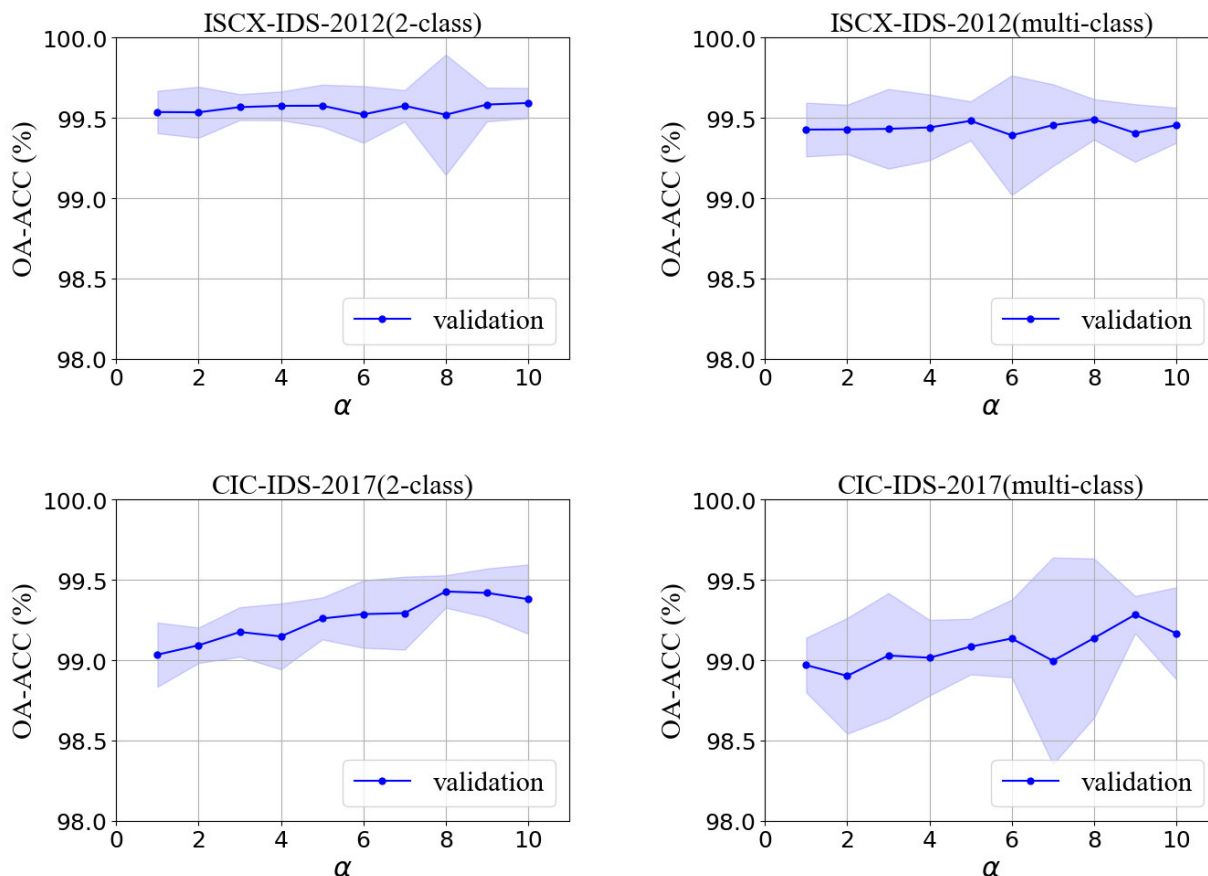 ISCX-IDS-2012(2-class)
100.0
99.5
99.0
98.5
98.0
OA-ACC (%)
validation
0 2 4 6 8 10
α
ISCX-IDS-2012(multi-class)
100.0
99.5
99.0
98.5
98.0
OA-ACC (%)
validation
0 2 4 6 8 10
α
CIC-IDS-2017(2-class)
100.0
99.5
99.0
98.5
98.0
OA-ACC (%)
validation
0 2 4 6 8 10
α
CIC-IDS-2017(multi-class)
100.0
99.5
99.0
98.5
98.0
OA-ACC (%)
validation
0 2 4 6 8 10
α